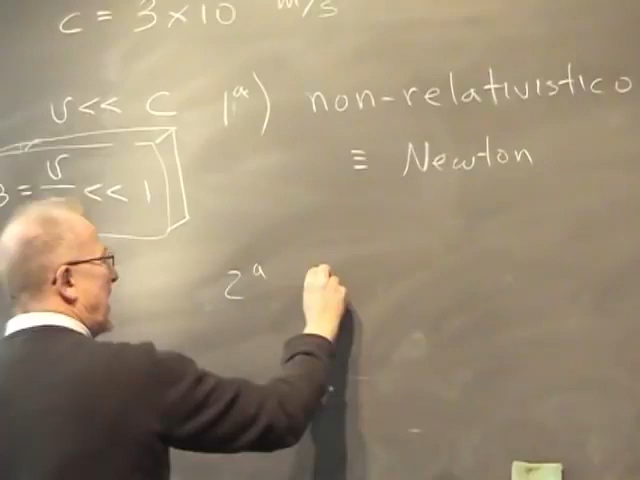 c = 3×10 m/s
v << c 1ª) non-relativistico
β = v/ << 1 ≡ Newton
2ª